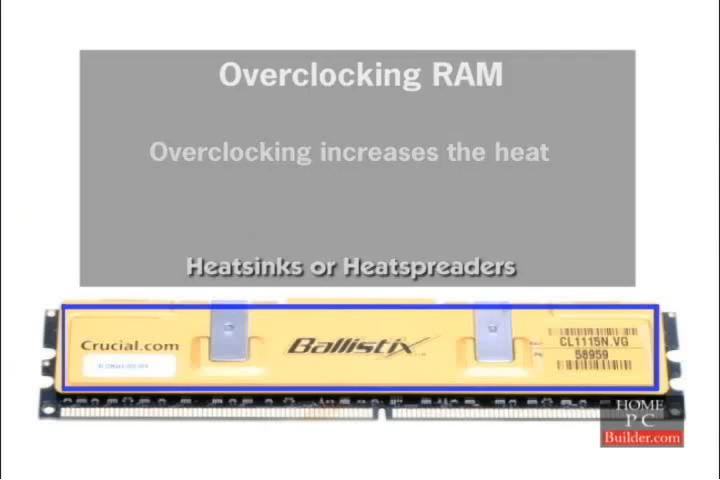 Overclocking RAM
Overclocking increases the heat
Heatsinks or Heatspreaders
Crucial.com
Ballistix
CL1115N.VG
58959
HOME
PC
Builder.com